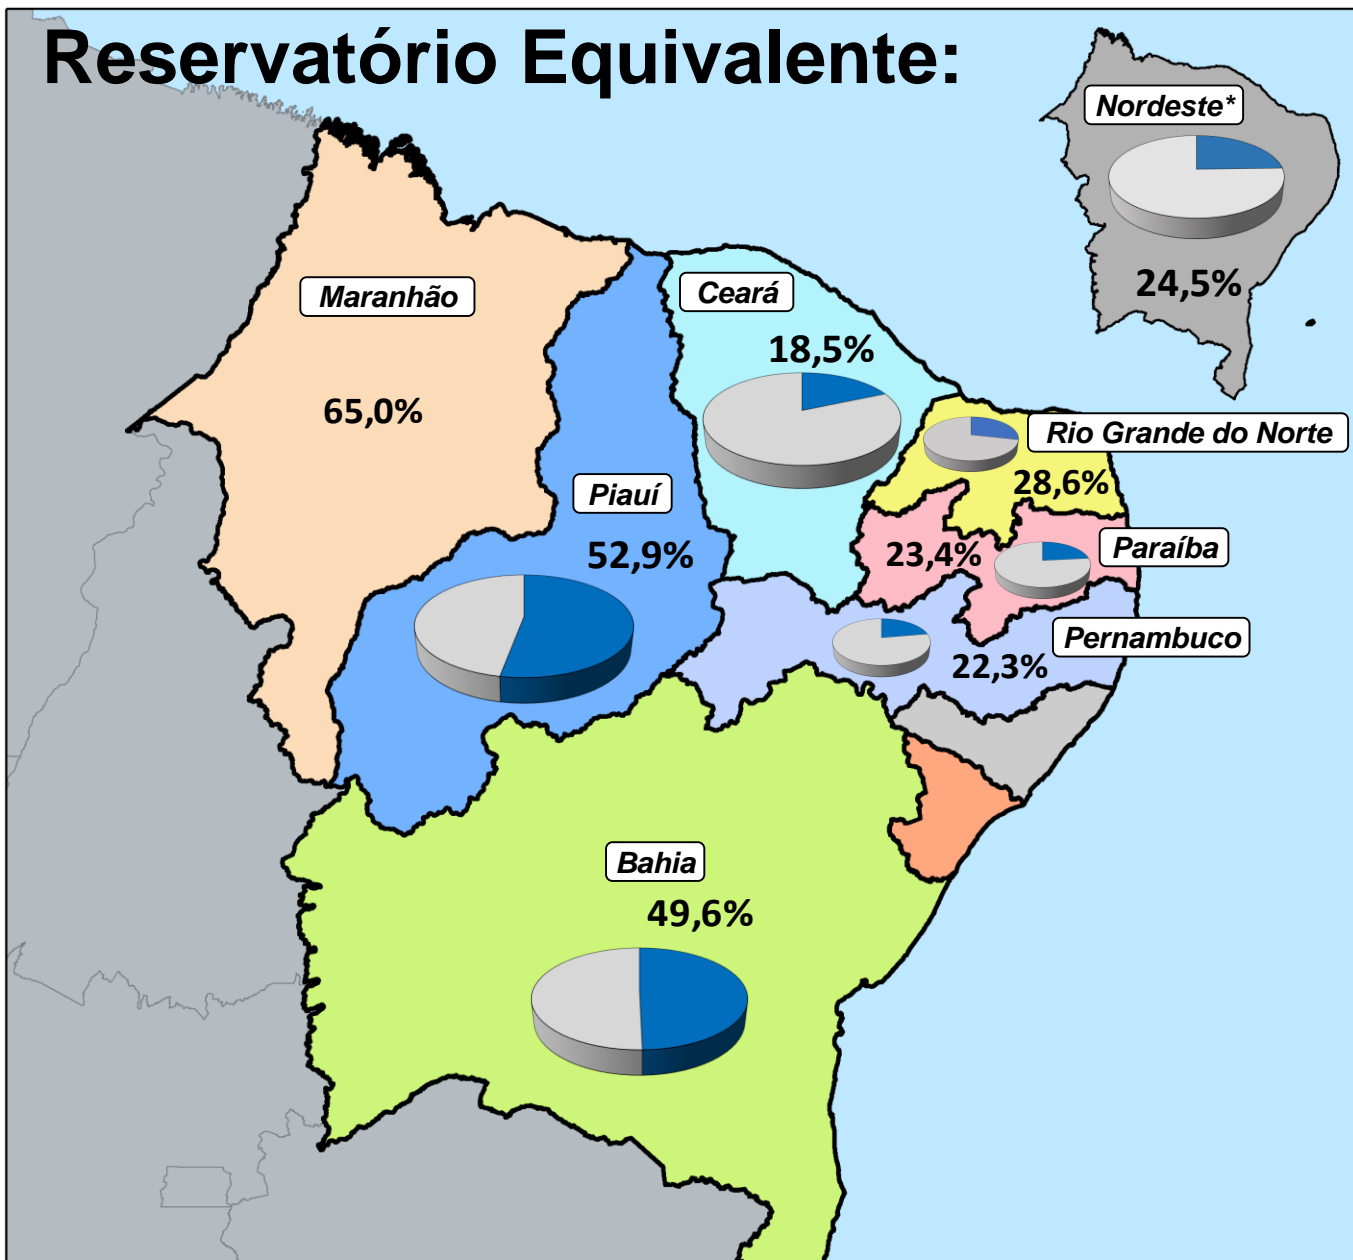 Reservatório Equivalente:
Nordeste*
24,5%
Maranhão
65,0%
Ceará
18,5%
Rio Grande do Norte
28,6%
Piauí
52,9%
Paraíba
23,4%
Pernambuco
22,3%
Bahia
49,6%